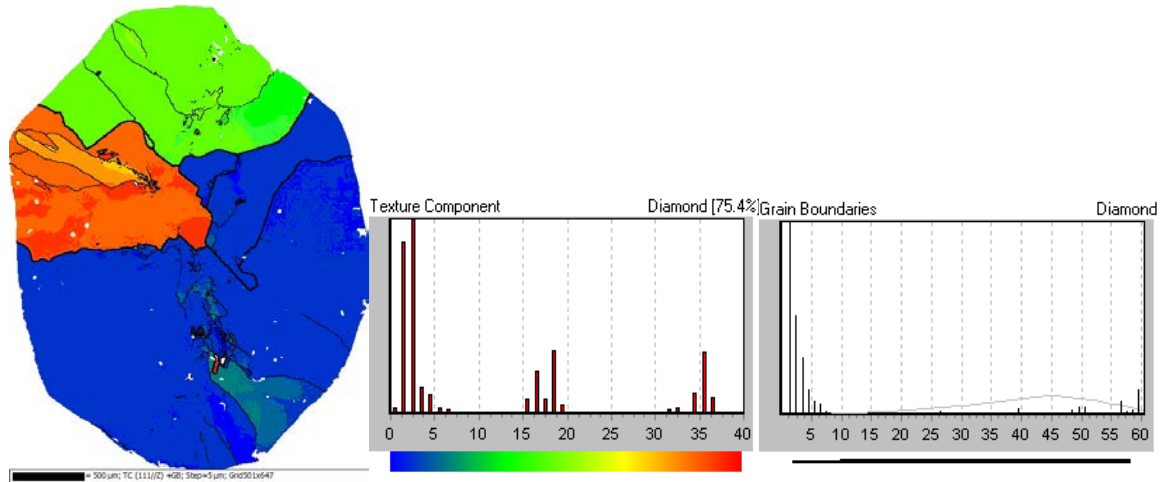 = 500 µm; TC {111//Z} +GB; Step=5 µm; Grid501x647
Texture Component Diamond [75.4%]
0 5 10 15 20 25 30 35 40
Grain Boundaries Diamond
5 10 15 20 25 30 35 40 45 50 55 60